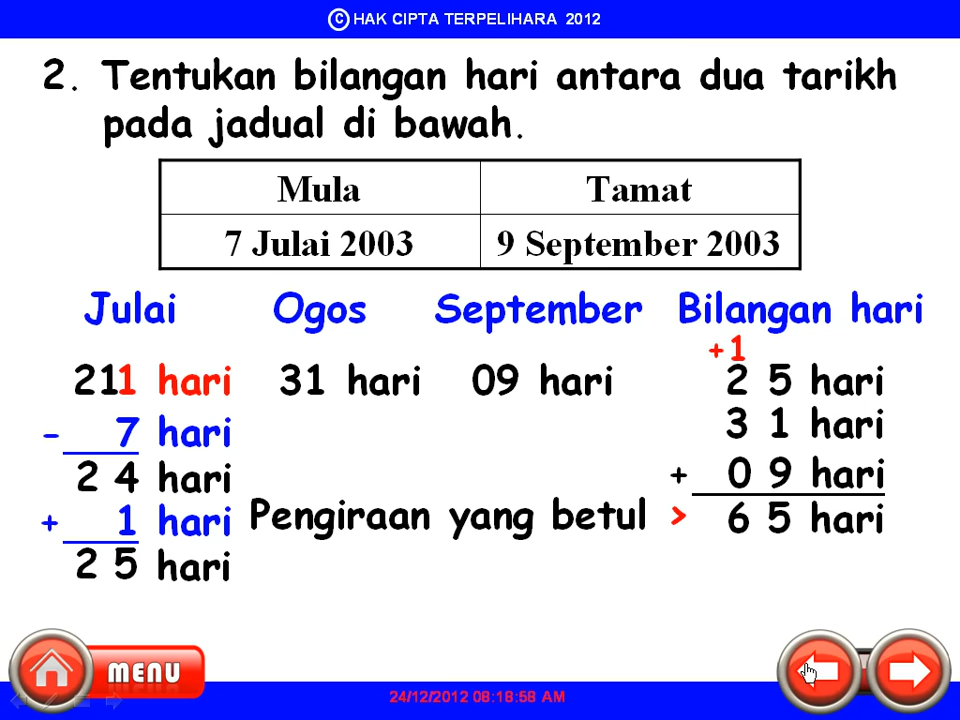 © HAK CIPTA TERPELIHARA 2012
2. Tentukan bilangan hari antara dua tarikh
pada jadual di bawah.
Mula Tamat
7 Julai 2003 9 September 2003
Julai Ogos September Bilangan hari
+1
211 hari 31 hari 09 hari 2 5 hari
- 7 hari 3 1 hari
2 4 hari + 0 9 hari
+ 1 hari Pengiraan yang betul > 6 5 hari
2 5 hari
MENU
24/12/2012 08:18:58 AM